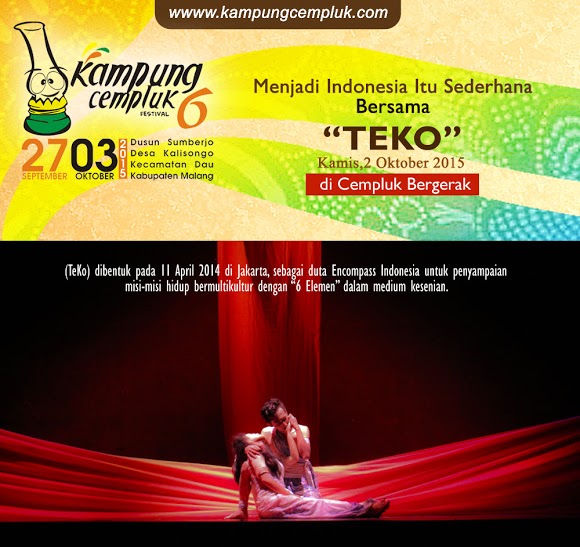 www.kampungcempluk.com
Kampung
cempluk 6
FESTIVAL
27 SEPTEMBER 03 OKTOBER 2015
Dusun Sumberjo
Desa Kalisongo
Kecamatan Dau
Kabupaten Malang
Menjadi Indonesia Itu Sederhana
Bersama
“TEKO”
Kamis,2 Oktober 2015
di Cempluk Bergerak
(TeKo) dibentuk pada 11 April 2014 di Jakarta, sebagai duta Encompass Indonesia untuk penyampaian
misi-misi hidup bermultikultur dengan “6 Elemen” dalam medium kesenian.